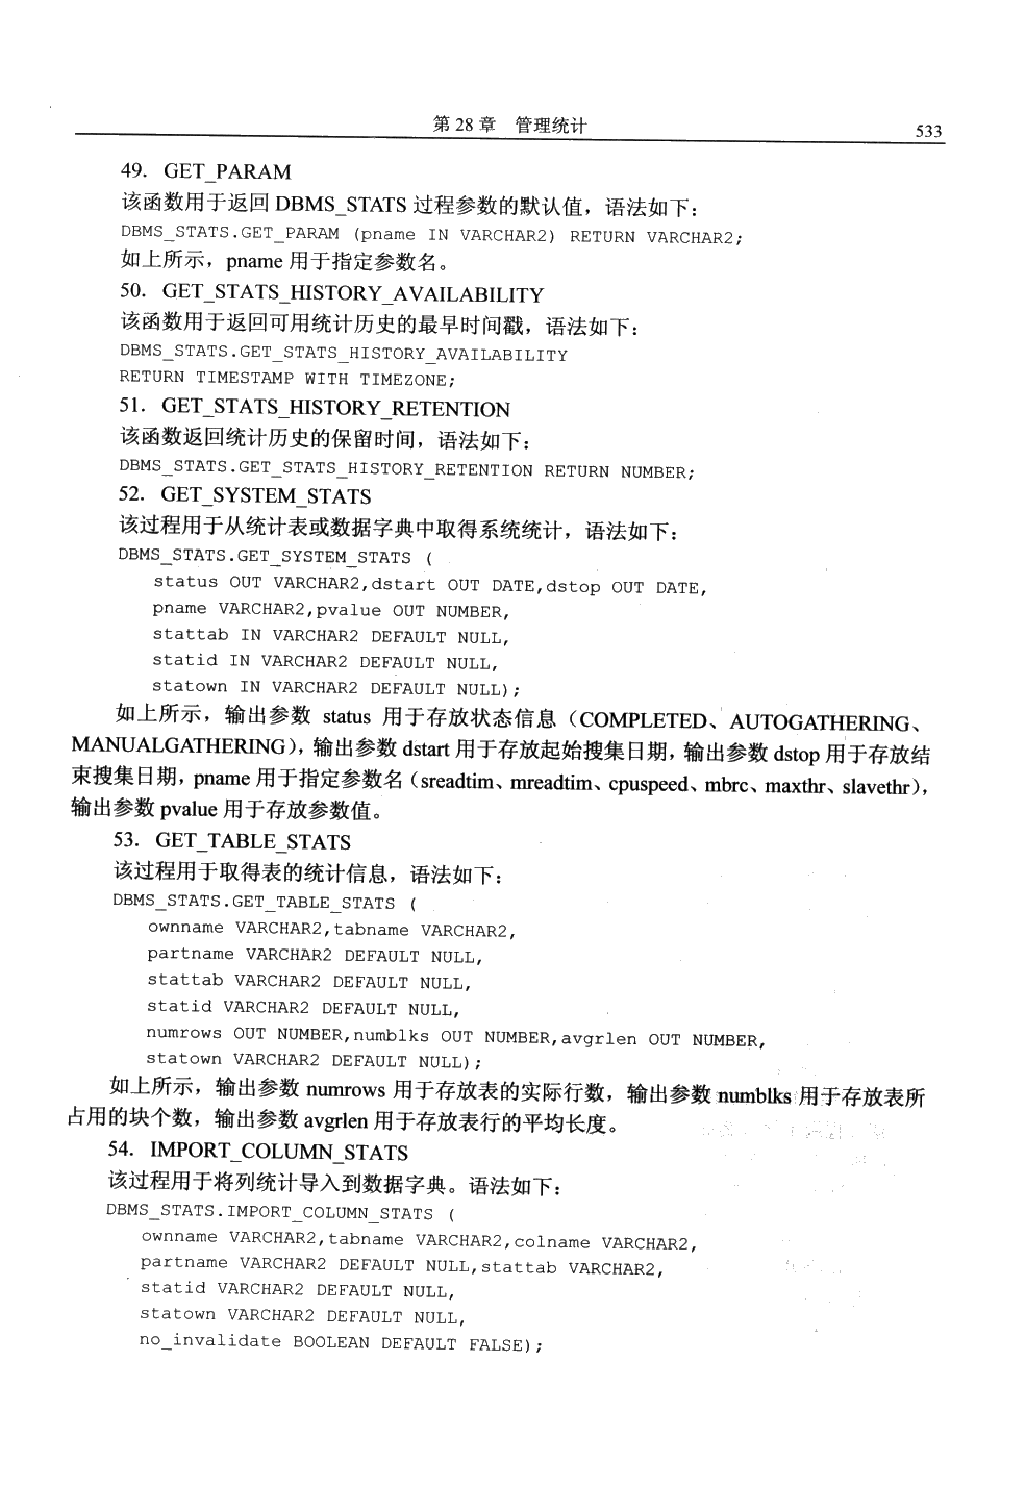 第 28 章 管理统计
533
49. GET_PARAM
该函数用于返回 DBMS_STATS 过程参数的默认值，语法如下：
DBMS_STATS.GET_PARAM (pname IN VARCHAR2) RETURN VARCHAR2;
如上所示，pname 用于指定参数名。
50. GET_STATS_HISTORY_AVAILABILITY
该函数用于返回可用统计历史的最早时间戳，语法如下：
DBMS_STATS.GET_STATS_HISTORY_AVAILABILITY
RETURN TIMESTAMP WITH TIMEZONE;
51. GET_STATS_HISTORY_RETENTION
该函数返回统计历史的保留时间，语法如下：
DBMS_STATS.GET_STATS_HISTORY_RETENTION RETURN NUMBER;
52. GET_SYSTEM_STATS
该过程用于从统计表或数据字典中取得系统统计，语法如下：
DBMS_STATS.GET_SYSTEM_STATS (
status OUT VARCHAR2,dstart OUT DATE,dstop OUT DATE,
pname VARCHAR2,pvalue OUT NUMBER,
stattab IN VARCHAR2 DEFAULT NULL,
statid IN VARCHAR2 DEFAULT NULL,
statown IN VARCHAR2 DEFAULT NULL);
如上所示，输出参数 status 用于存放状态信息（COMPLETED、AUTOGATHERING、
MANUALGATHERING），输出参数 dstart 用于存放起始搜集日期，输出参数 dstop 用于存放结
束搜集日期，pname 用于指定参数名（sreadtim、mreadtim、cpuspeed、mbrc、maxthr、slavethr），
输出参数 pvalue 用于存放参数值。
53. GET_TABLE_STATS
该过程用于取得表的统计信息，语法如下：
DBMS_STATS.GET_TABLE_STATS (
ownname VARCHAR2,tabname VARCHAR2,
partname VARCHAR2 DEFAULT NULL,
stattab VARCHAR2 DEFAULT NULL,
statid VARCHAR2 DEFAULT NULL,
numrows OUT NUMBER,numblks OUT NUMBER,avgrlen OUT NUMBER,
statown VARCHAR2 DEFAULT NULL);
如上所示，输出参数 numrows 用于存放表的实际行数，输出参数 numblks 用于存放表所
占用的块个数，输出参数 avgrlen 用于存放表行的平均长度。
54. IMPORT_COLUMN_STATS
该过程用于将列统计导入到数据字典。语法如下：
DBMS_STATS.IMPORT_COLUMN_STATS (
ownname VARCHAR2,tabname VARCHAR2,colname VARCHAR2,
partname VARCHAR2 DEFAULT NULL,stattab VARCHAR2,
statid VARCHAR2 DEFAULT NULL,
statown VARCHAR2 DEFAULT NULL,
no_invalidate BOOLEAN DEFAULT FALSE);